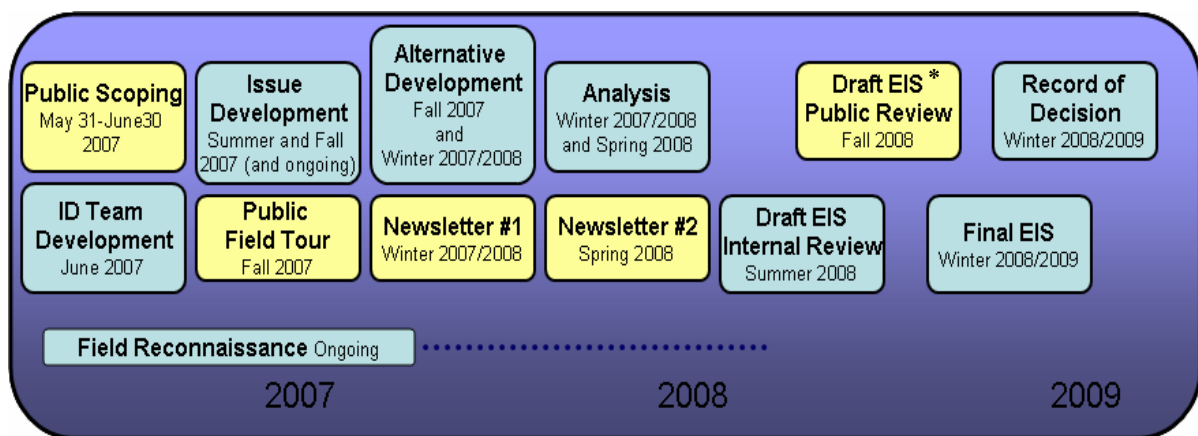 Public Scoping
May 31-June30
2007
Issue
Development
Summer and Fall
2007 (and ongoing)
Alternative
Development
Fall 2007
and
Winter 2007/2008
Analysis
Winter 2007/2008
and Spring 2008
Draft EIS *
Public Review
Fall 2008
Record of
Decision
Winter 2008/2009
ID Team
Development
June 2007
Public
Field Tour
Fall 2007
Newsletter #1
Winter 2007/2008
Newsletter #2
Spring 2008
Draft EIS
Internal Review
Summer 2008
Final EIS
Winter 2008/2009
Field Reconnaissance Ongoing
2007
2008
2009